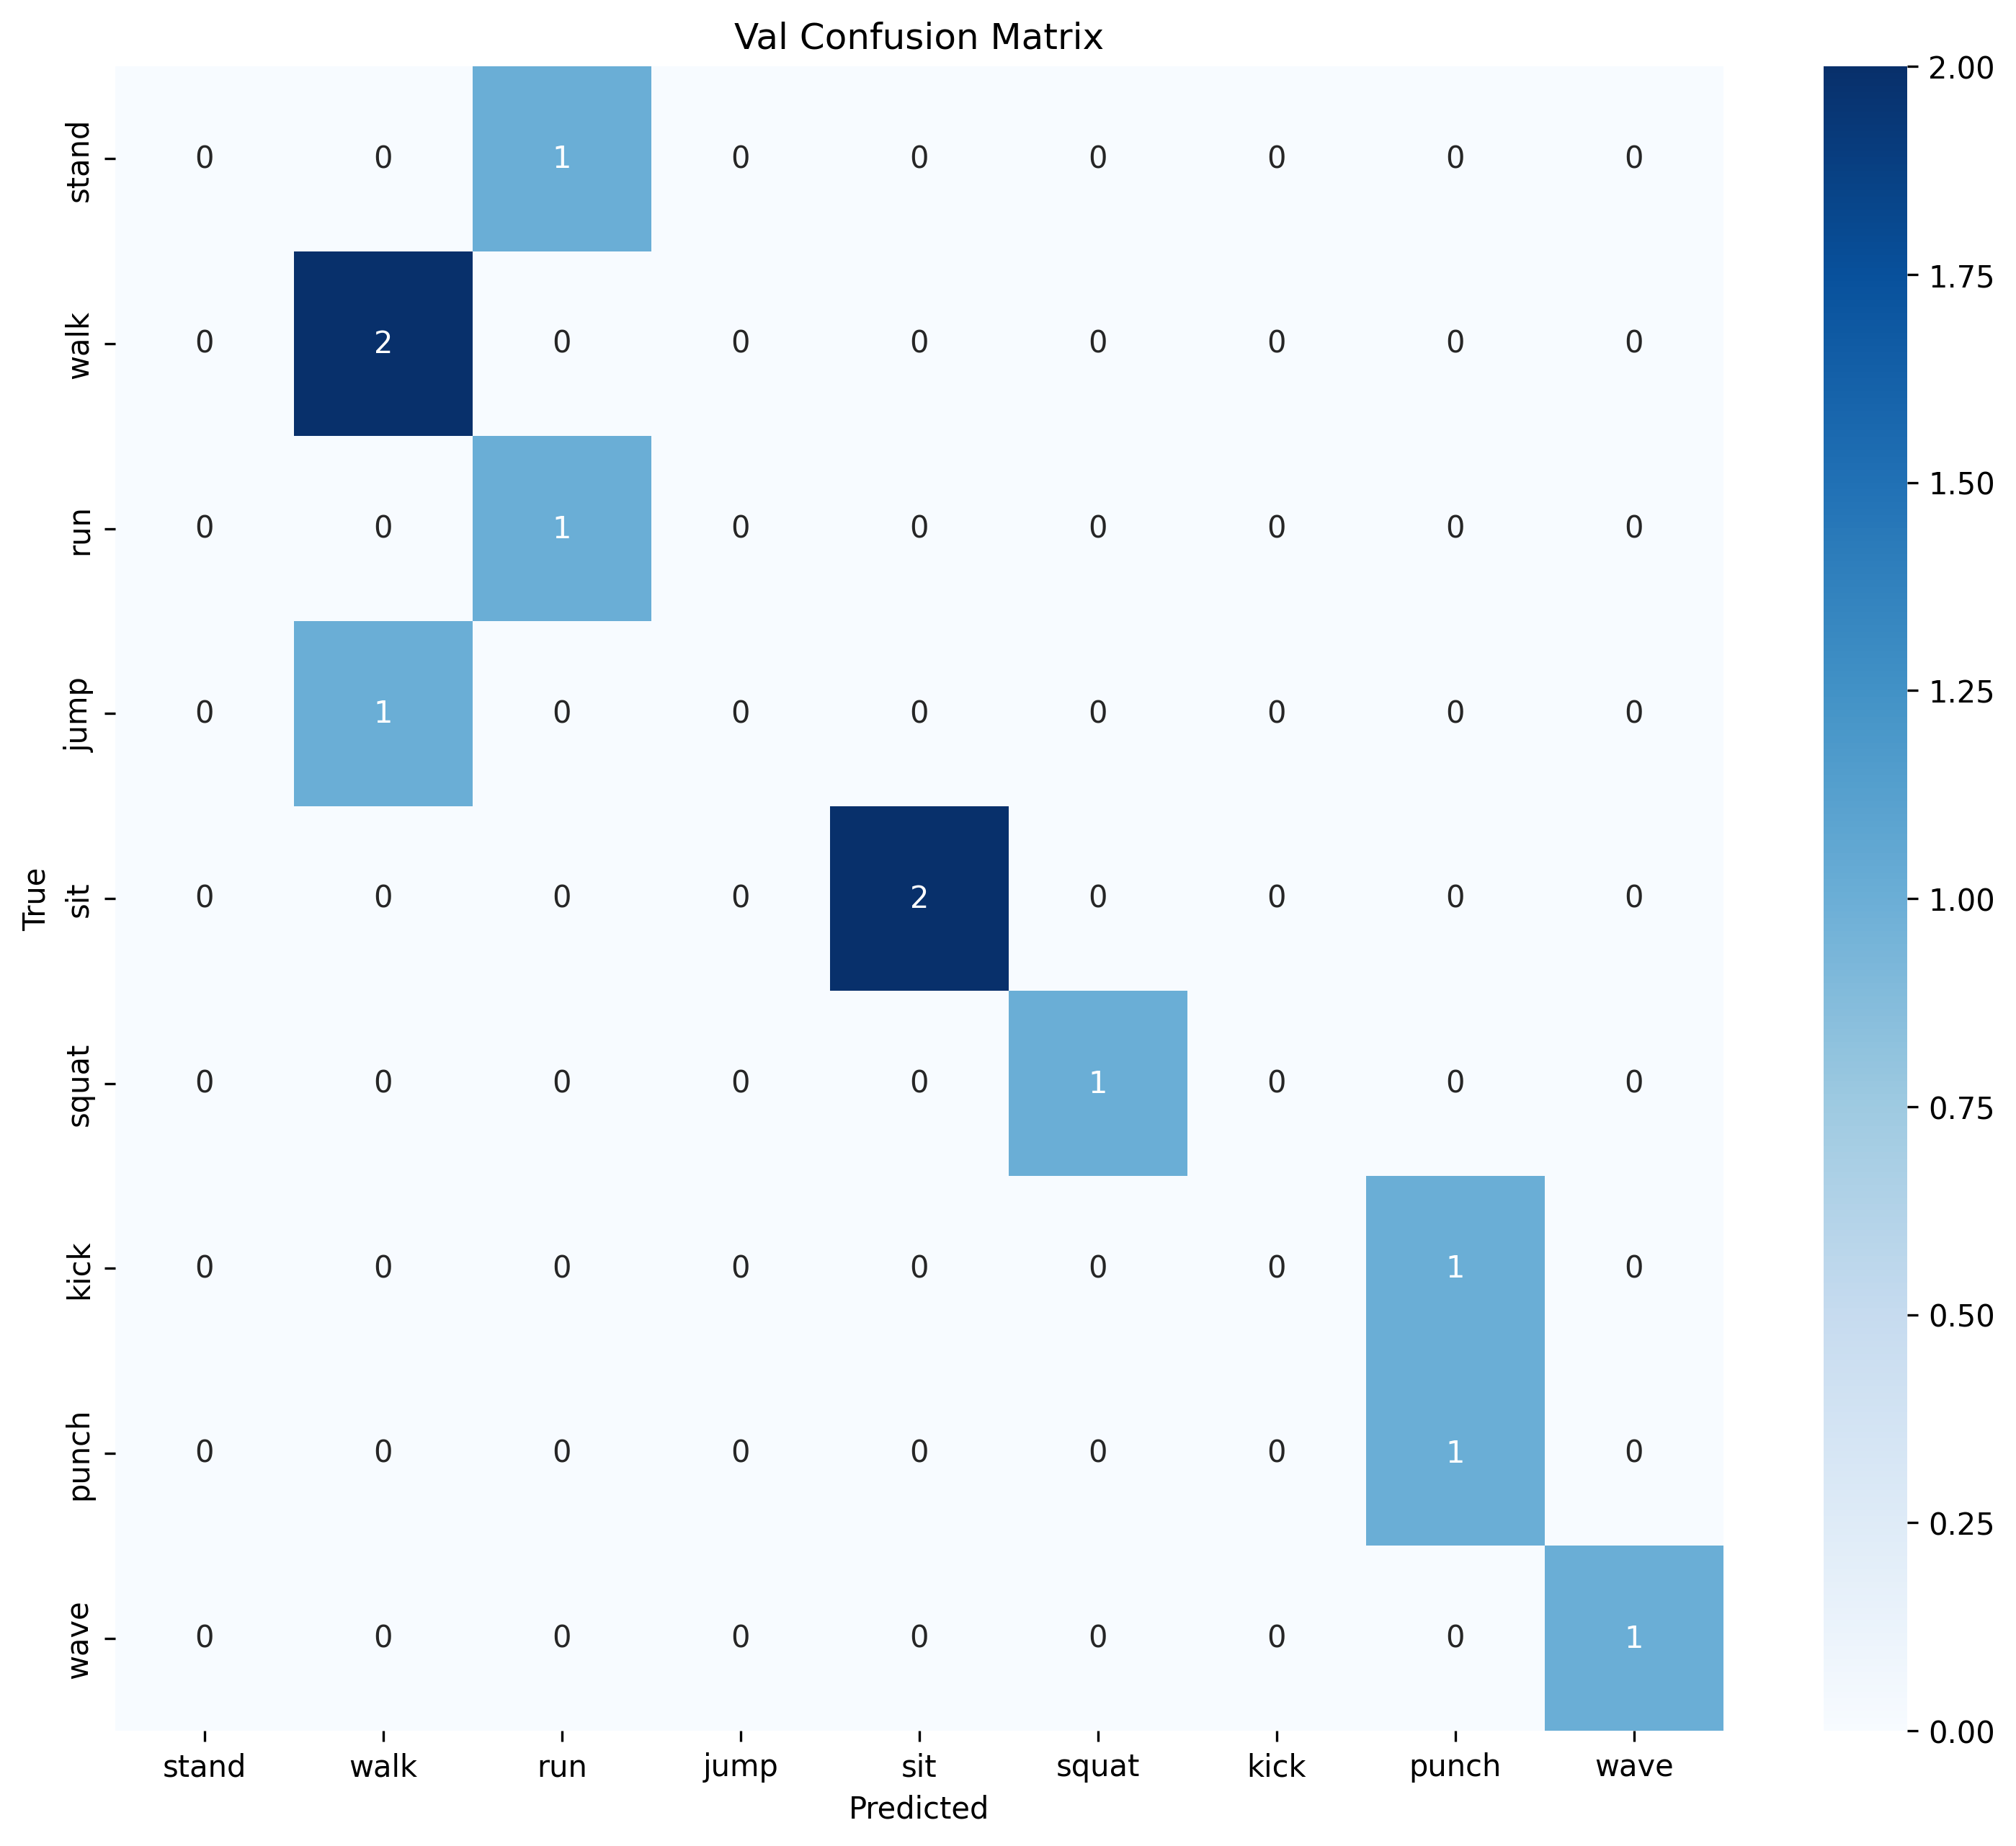 Val Confusion Matrix
stand 0 0 1 0 0 0 0 0 0
walk 0 2 0 0 0 0 0 0 0
run 0 0 1 0 0 0 0 0 0
jump 0 1 0 0 0 0 0 0 0
sit 0 0 0 0 2 0 0 0 0
squat 0 0 0 0 0 1 0 0 0
kick 0 0 0 0 0 0 0 1 0
punch 0 0 0 0 0 0 0 1 0
wave 0 0 0 0 0 0 0 0 1
True
stand walk run jump sit squat kick punch wave
Predicted
2.00
1.75
1.50
1.25
1.00
0.75
0.50
0.25
0.00